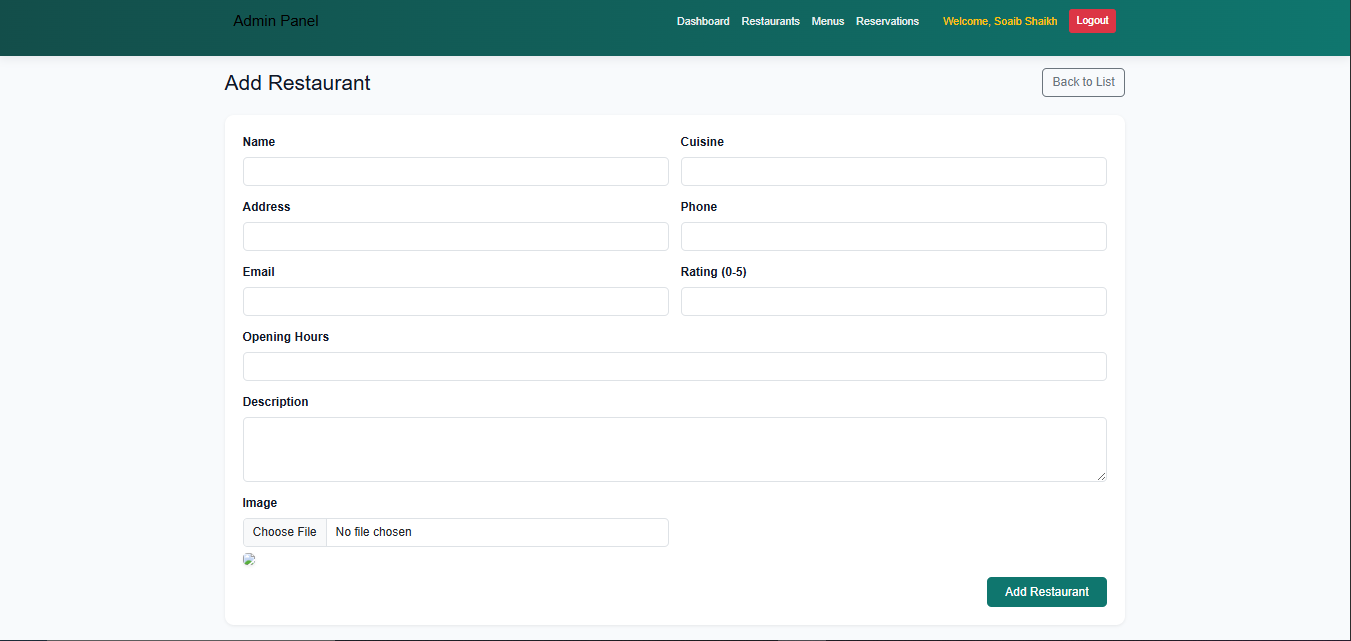 Admin Panel Dashboard Restaurants Menus Reservations Welcome, Soaib Shaikh Logout
Add Restaurant Back to List
Name Cuisine
Address Phone
Email Rating (0-5)
Opening Hours
Description
Image
Choose File No file chosen
Add Restaurant